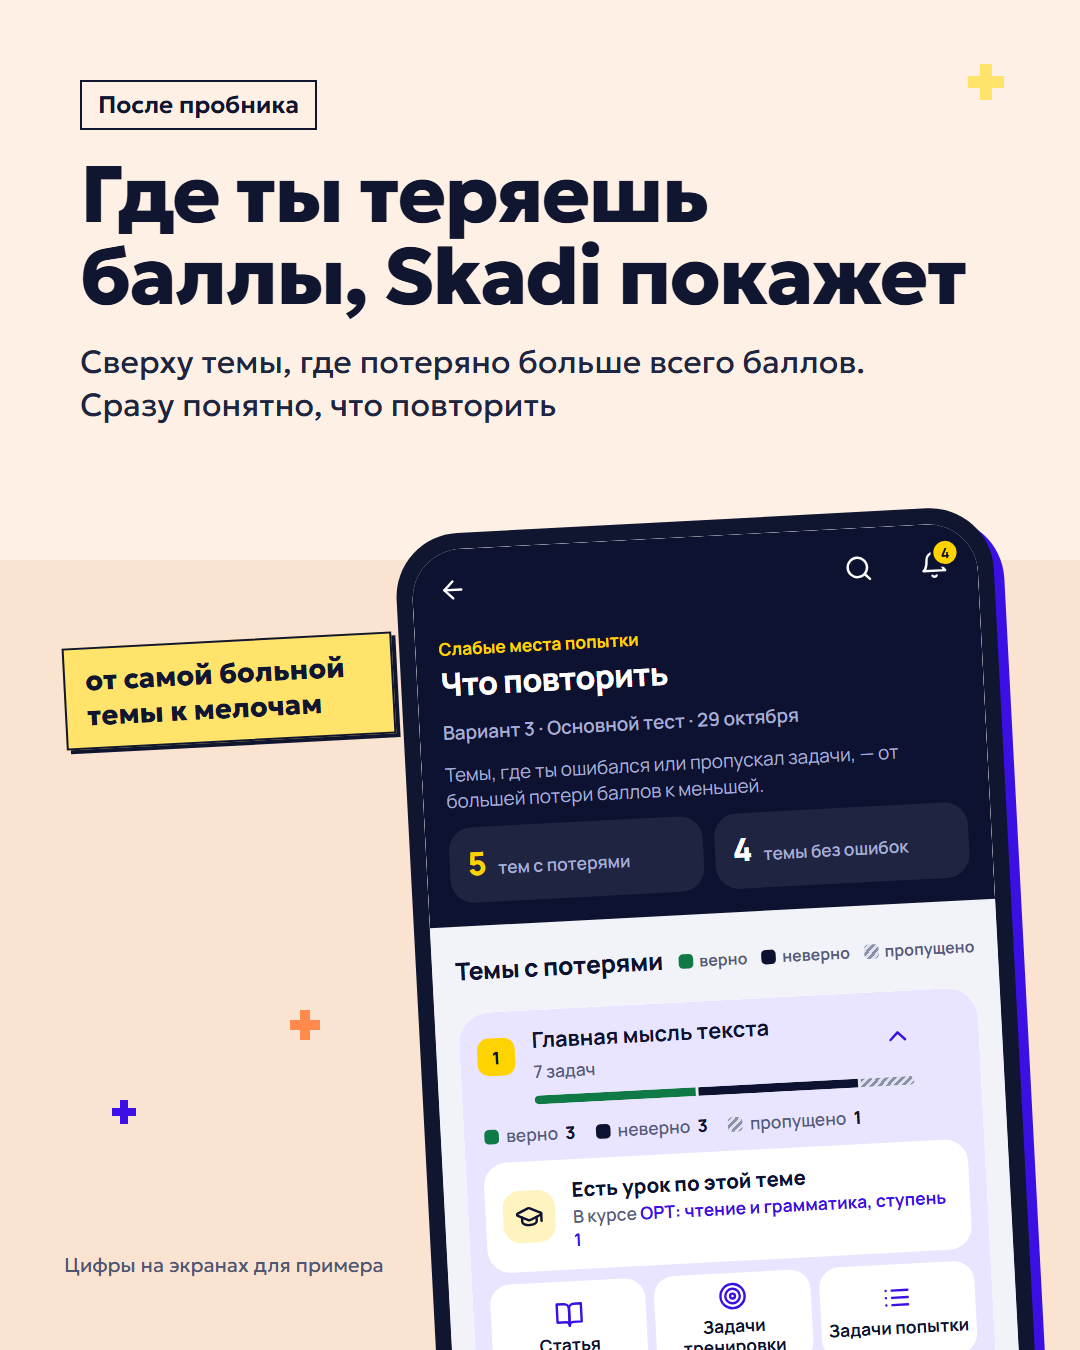 После пробника
Где ты теряешь
баллы, Skadi покажет
Сверху темы, где потеряно больше всего баллов.
Сразу понятно, что повторить
4
Слабые места попытки
Что повторить
Вариант 3 · Основной тест · 29 октября
Темы, где ты ошибался или пропускал задачи, — от
большей потери баллов к меньшей.
5 тем с потерями
4 темы без ошибок
от самой больной
темы к мелочам
Темы с потерями верно неверно пропущено
1 Главная мысль текста
7 задач
верно 3 неверно 3 пропущено 1
Есть урок по этой теме
В курсе ОРТ: чтение и грамматика, ступень
1
Статья
Задачи
тренировки
Задачи попытки
Цифры на экранах для примера